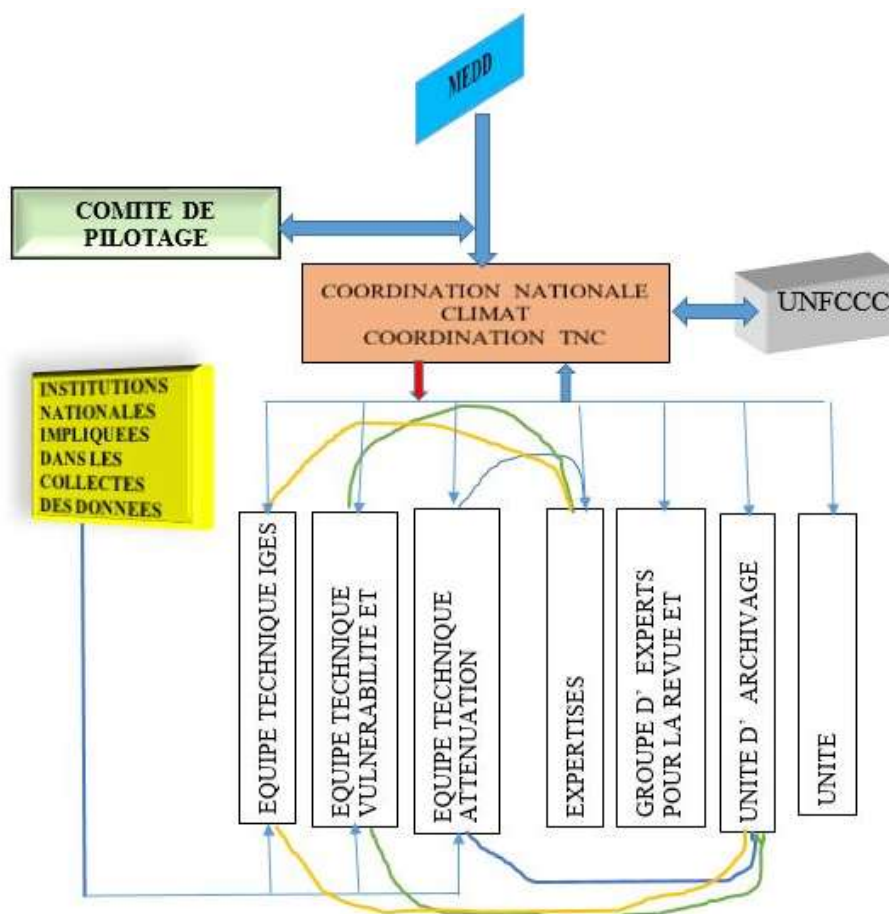 MEDD
COMITE DE
PILOTAGE
COORDINATION NATIONALE
CLIMAT
COORDINATION TNC
UNFCCC
INSTITUTIONS
NATIONALES
IMPLIQUEES
DANS LES
COLLECTES
DES DONNEES
EQUIPE TECHNIQUE IGES
EQUIPE TECHNIQUE
VULNERABILITE ET
EQUIPE TECHNIQUE
ATTENUATION
EXPERTISES
GROUPE D' EXPERTS
POUR LA REVUE ET
UNITE D' ARCHIVAGE
UNITE